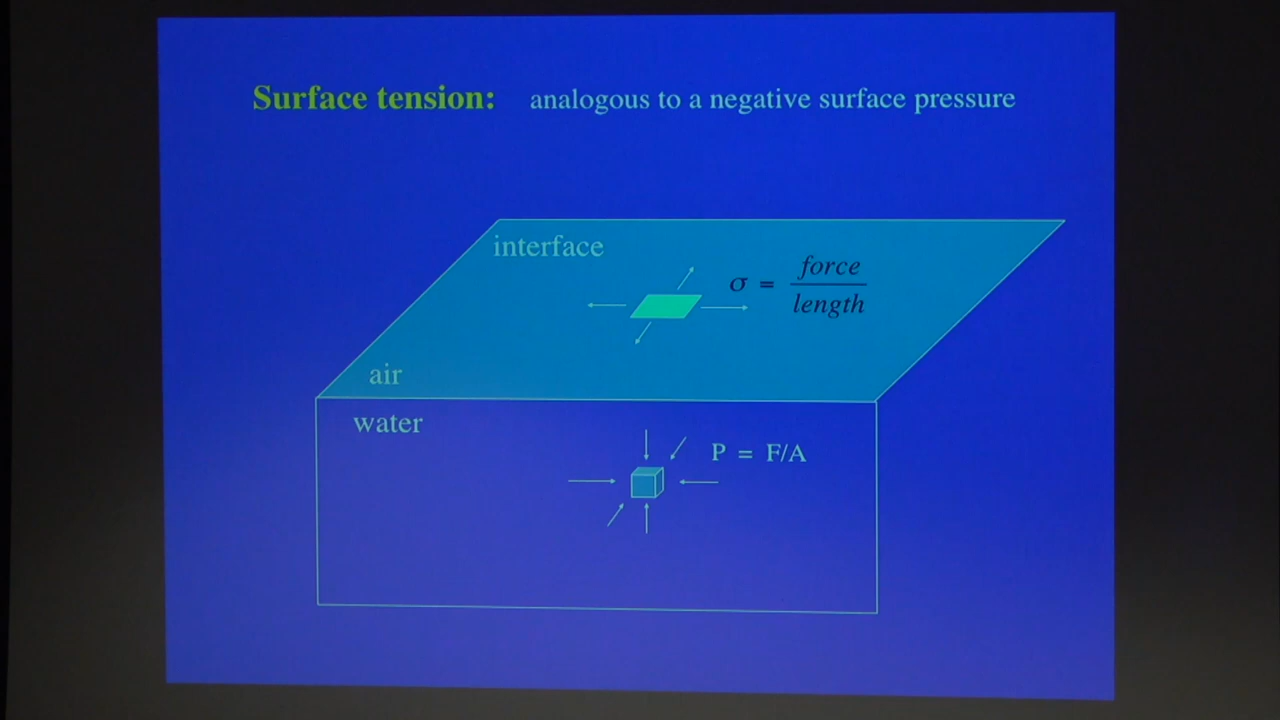 Surface tension: analogous to a negative surface pressure
interface
σ = force
length
air
water
P = F/A